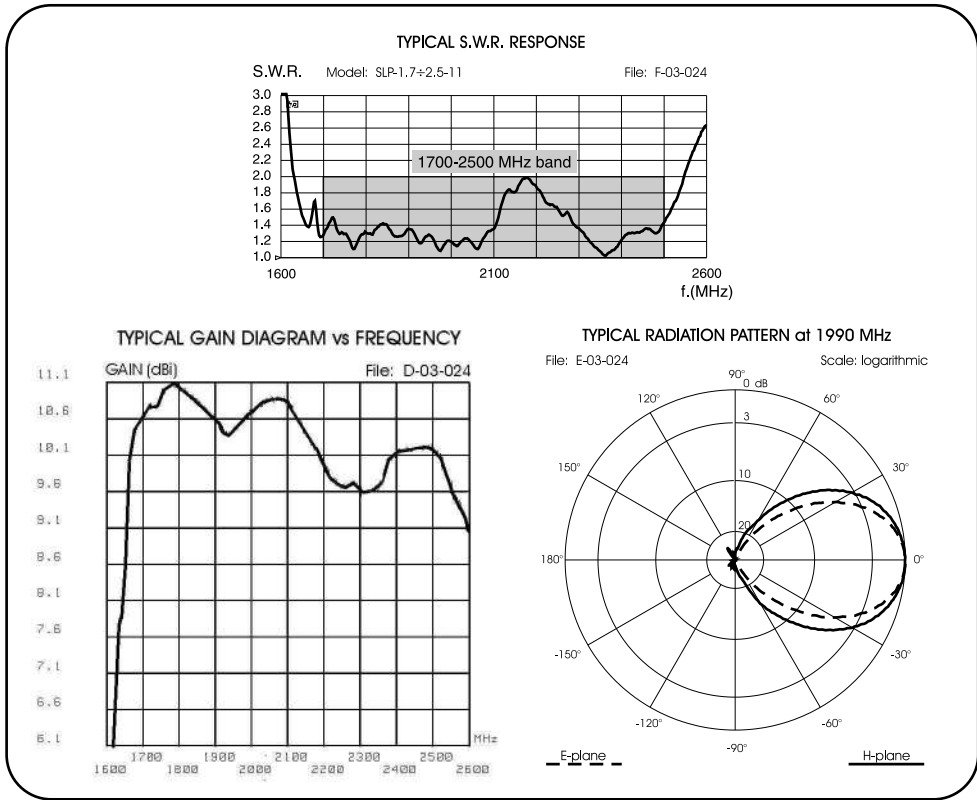 TYPICAL S.W.R. RESPONSE
S.W.R. Model: SLP-1.7÷2.5-11 File: F-03-024
3.0
2.8
2.6
2.4
2.2
2.0
1.8
1.6
1.4
1.2
1.0
1700-2500 MHz band
1600 2100 2600
f.(MHz)
TYPICAL GAIN DIAGRAM vs FREQUENCY
GAIN (dBi) File: D-03-024
11.1
10.6
10.1
9.6
9.1
8.6
8.1
7.6
7.1
6.6
6.1
MHz
1700 1900 2100 2300 2500
1600 1800 2000 2200 2400 2600
TYPICAL RADIATION PATTERN at 1990 MHz
File: E-03-024 Scale: logarithmic
90°
0 dB
120° 60°
3
150° 10 30°
20
180° 0°
-150° -30°
-120° -60°
-90°
E-plane H-plane